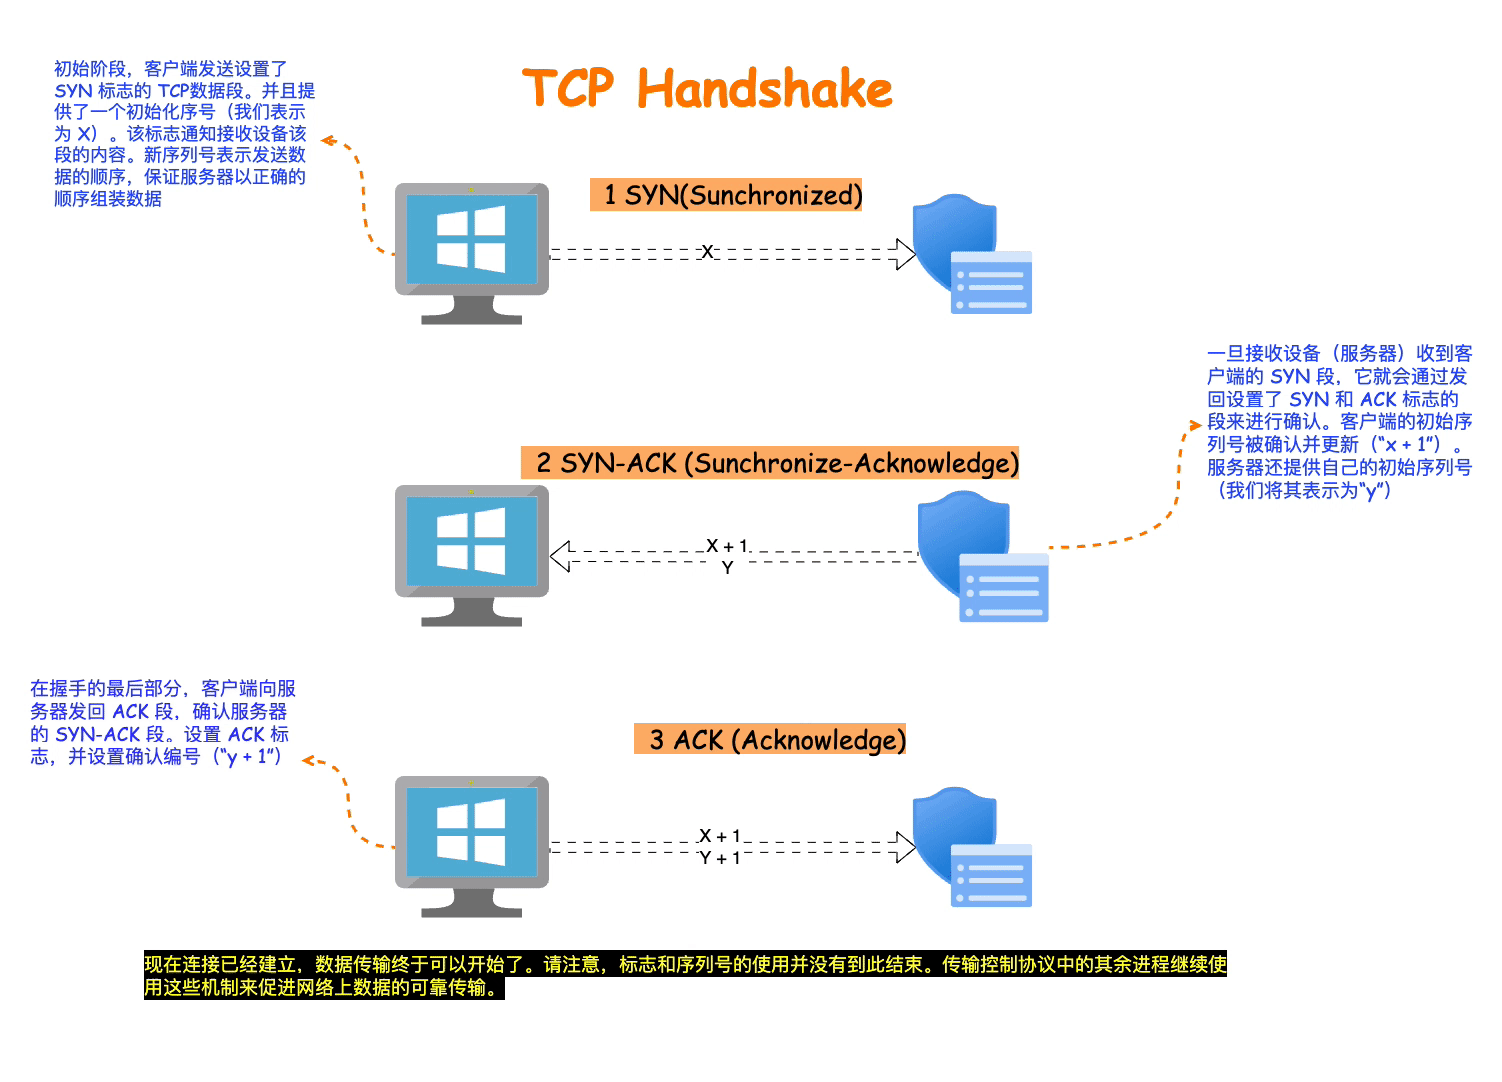 TCP Handshake
初始阶段，客户端发送设置了
SYN 标志的 TCP数据段。并且提
供了一个初始化序号（我们表示
为 X）。该标志通知接收设备该
段的内容。新序列号表示发送数
据的顺序，保证服务器以正确的
顺序组装数据
1 SYN(Sunchronized)
X
一旦接收设备（服务器）收到客
户端的 SYN 段，它就会通过发
回设置了 SYN 和 ACK 标志的
段来进行确认。客户端的初始序
列号被确认并更新（“x + 1”）。
服务器还提供自己的初始序列号
（我们将其表示为“y”）
2 SYN-ACK (Sunchronize-Acknowledge)
X + 1
Y
在握手的最后部分，客户端向服
务器发回 ACK 段，确认服务器
的 SYN-ACK 段。设置 ACK 标
志，并设置确认编号（“y + 1”）
3 ACK (Acknowledge)
X + 1
Y + 1
现在连接已经建立，数据传输终于可以开始了。请注意，标志和序列号的使用并没有到此结束。传输控制协议中的其余进程继续使
用这些机制来促进网络上数据的可靠传输。